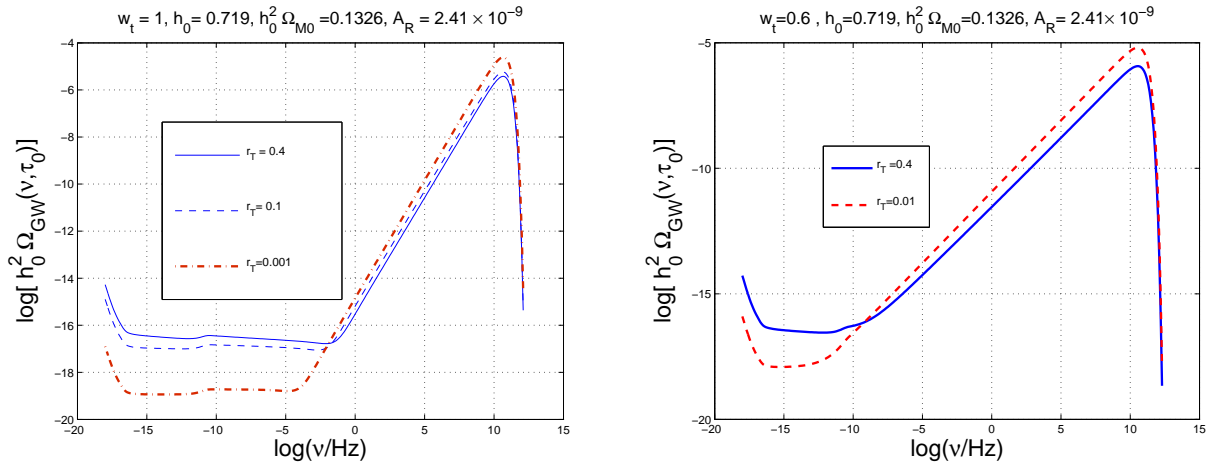 w_t = 1, h_0= 0.719, h_0^2 Ω_M0 =0.1326, A_R = 2.41 × 10^-9
−4
−6
−8
−10
−12
−14
−16
−18
−20
log[ h_0^2 Ω_GW(ν,τ_0)]
r_T = 0.4
r_T= 0.1
r_T=0.001
−20 −15 −10 −5 0 5 10 15
log(ν/Hz)
w_t=0.6 , h_0=0.719, h_0^2 Ω_M0=0.1326, A_R = 2.41 × 10^-9
−5
−10
−15
−20
log[ h_0^2 Ω_GW(ν,τ_0)]
r_T=0.4
r_T=0.01
−20 −15 −10 −5 0 5 10 15
log(ν/Hz)